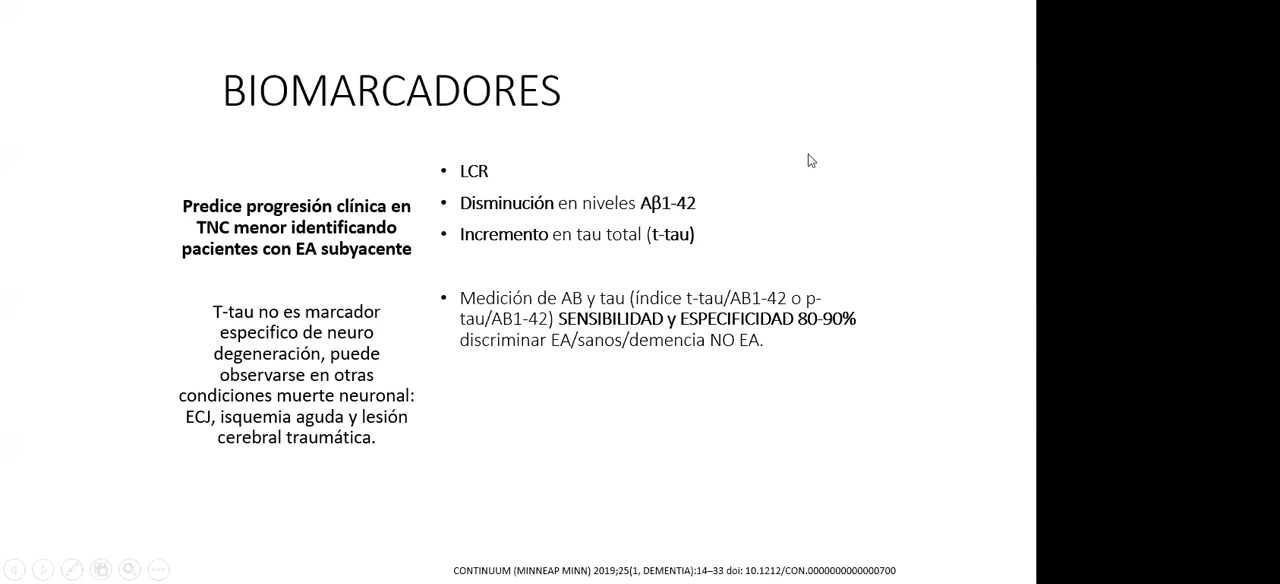 BIOMARCADORES
Predice progresión clínica en
TNC menor identificando
pacientes con EA subyacente
T-tau no es marcador
especifico de neuro
degeneración, puede
observarse en otras
condiciones muerte neuronal:
ECJ, isquemia aguda y lesión
cerebral traumática.
• LCR
• Disminución en niveles Aβ1-42
• Incremento en tau total (t-tau)
• Medición de AB y tau (índice t-tau/AB1-42 o p-
tau/AB1-42) SENSIBILIDAD y ESPECIFICIDAD 80-90%
discriminar EA/sanos/demencia NO EA.
CONTINUUM (MINNEAP MINN) 2019;25(1, DEMENTIA):14–33 doi: 10.1212/CON.0000000000000700